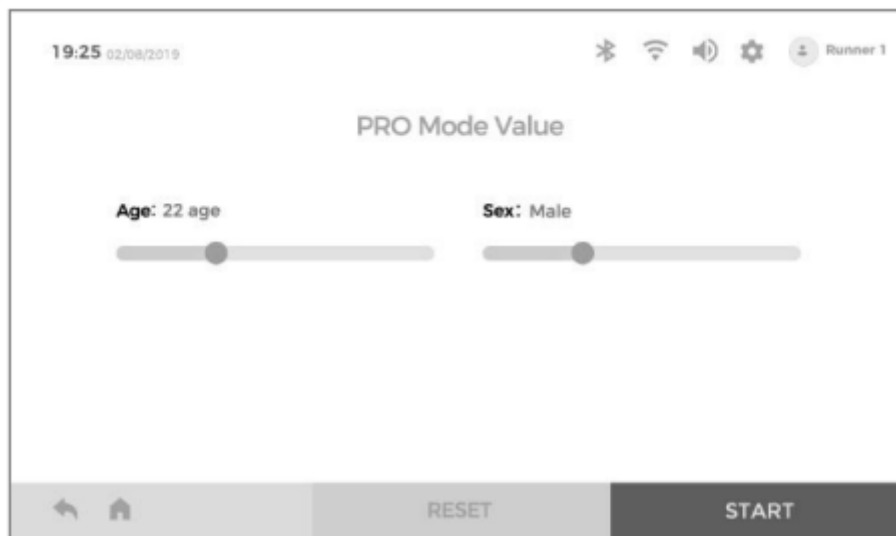 19:25 02/08/2019 Runner 1
PRO Mode Value
Age: 22 age Sex: Male
RESET START